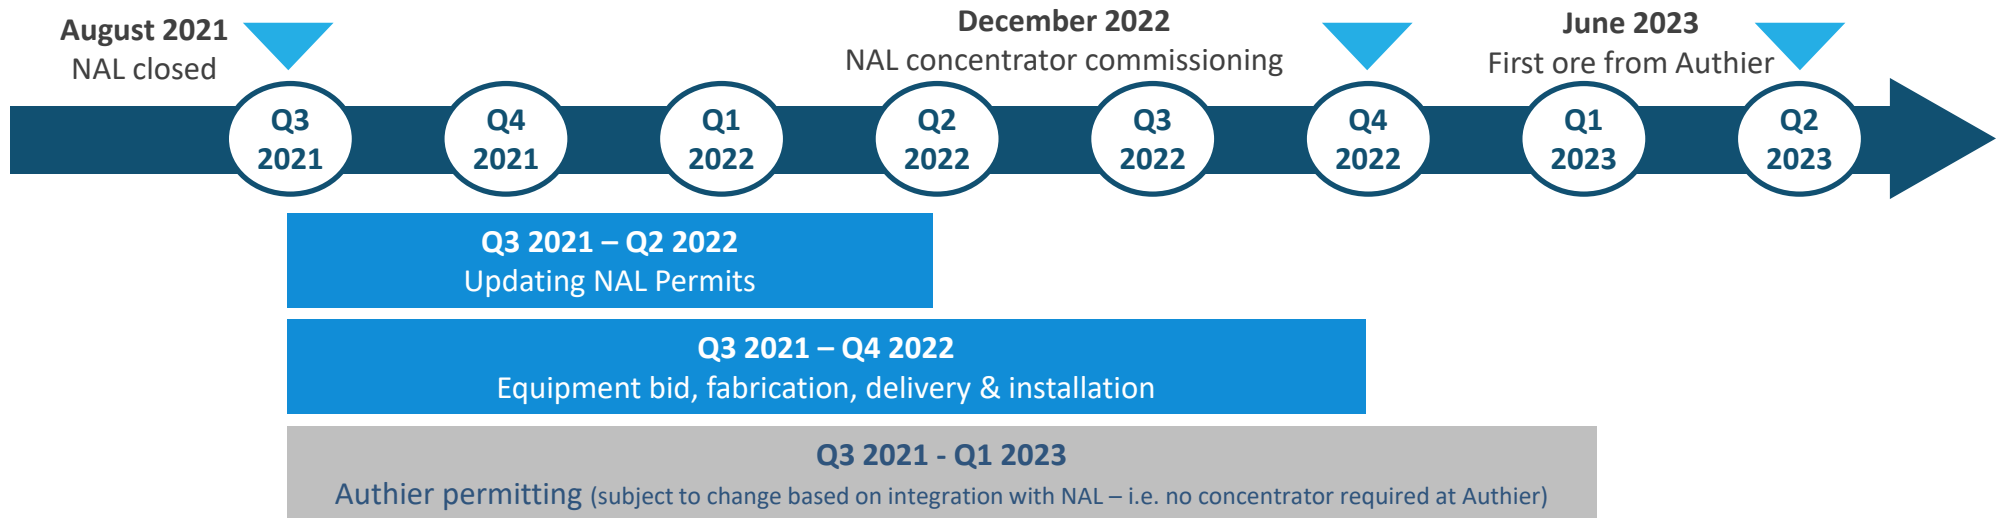 August 2021
NAL closed
December 2022
NAL concentrator commissioning
June 2023
First ore from Authier
Q3
2021
Q4
2021
Q1
2022
Q2
2022
Q3
2022
Q4
2022
Q1
2023
Q2
2023
Q3 2021 – Q2 2022
Updating NAL Permits
Q3 2021 – Q4 2022
Equipment bid, fabrication, delivery & installation
Q3 2021 - Q1 2023
Authier permitting (subject to change based on integration with NAL – i.e. no concentrator required at Authier)